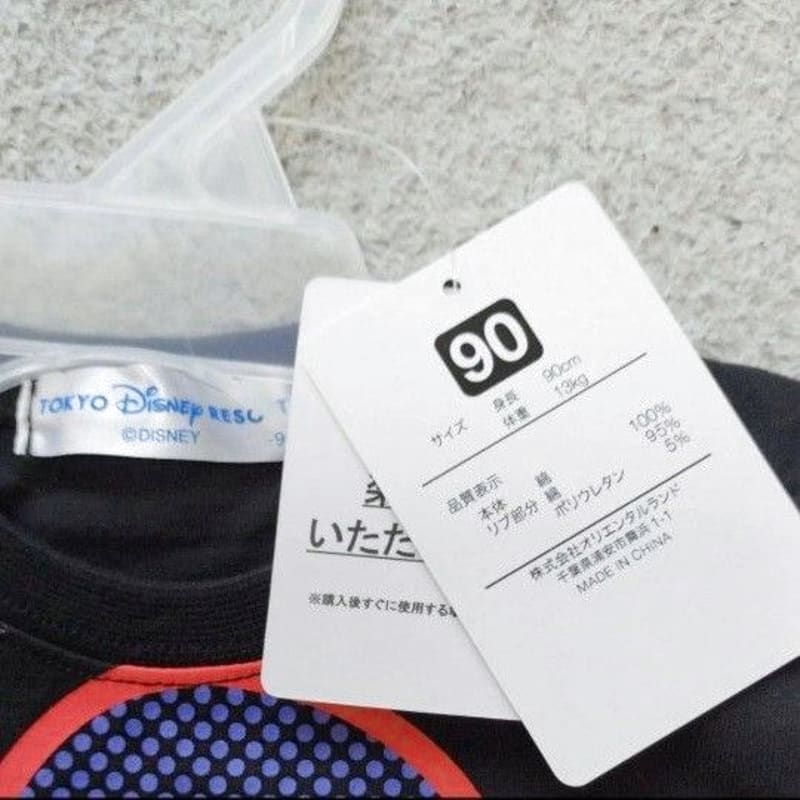 90
サイズ 身長 90cm
体重 13kg
品質表示
本体 綿 100%
リブ部分 綿 95%
ポリウレタン 5%
株式会社オリエンタルランド
千葉県浦安市舞浜 1-1
MADE IN CHINA
TOKYO DisNEY RESO
©DISNEY -9
いただ
※購入後すぐに使用する